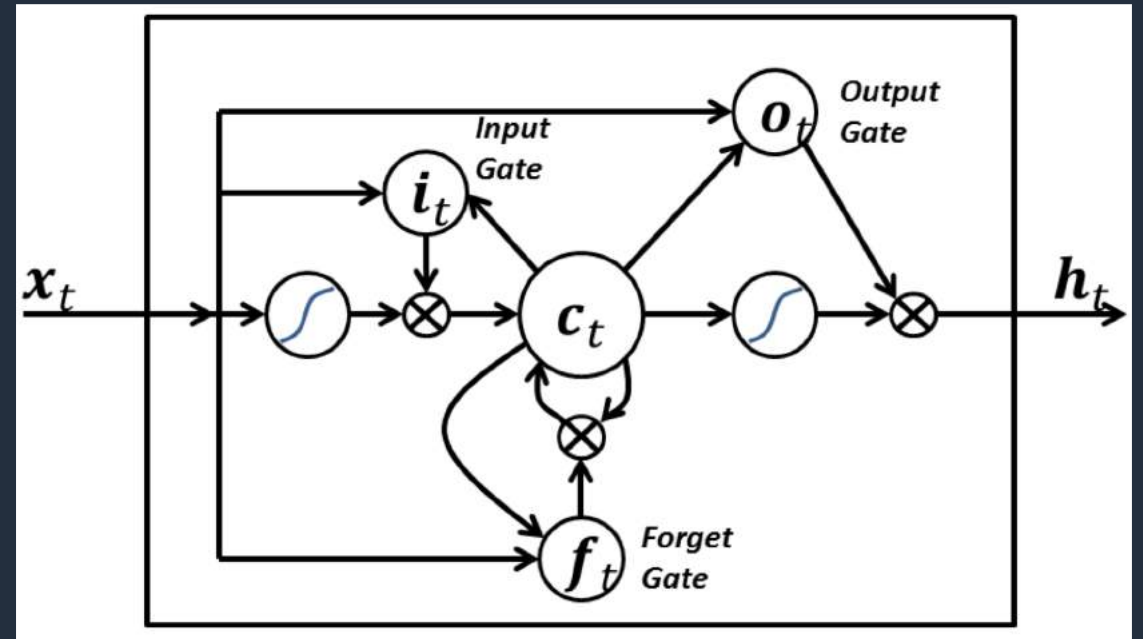 Output
Gate
o_t
Input
Gate
i_t
x_t
c_t
h_t
f_t
Forget
Gate